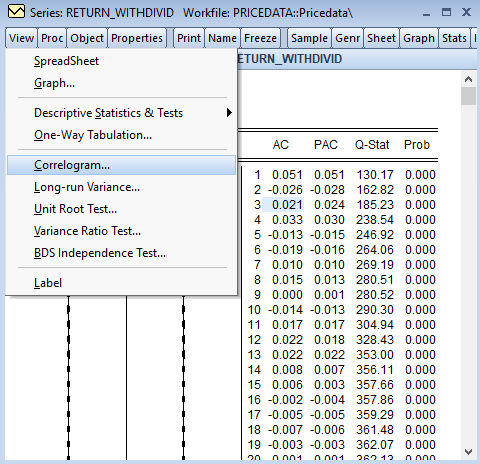 Series: RETURN_WITHDIVID Workfile: PRICEDATA::Pricedata\
View Proc Object Properties Print Name Freeze Sample Genr Sheet Graph Stats
RETURN_WITHDIVID
SpreadSheet
Graph...
Descriptive Statistics & Tests
One-Way Tabulation...
Correlogram...
Long-run Variance...
Unit Root Test...
Variance Ratio Test...
BDS Independence Test...
Label
AC PAC Q-Stat Prob
1 0.051 0.051 130.17 0.000
2 -0.026 -0.028 162.82 0.000
3 0.021 0.024 185.23 0.000
4 0.033 0.030 238.54 0.000
5 -0.013 -0.015 246.92 0.000
6 -0.019 -0.016 264.06 0.000
7 0.010 0.010 269.19 0.000
8 0.015 0.013 280.51 0.000
9 0.000 0.001 280.52 0.000
10 -0.014 -0.013 290.30 0.000
11 0.017 0.017 304.94 0.000
12 0.022 0.018 328.43 0.000
13 0.022 0.022 353.00 0.000
14 0.008 0.007 356.11 0.000
15 0.006 0.003 357.66 0.000
16 -0.002 -0.004 357.86 0.000
17 -0.005 -0.005 359.29 0.000
18 -0.007 -0.006 361.48 0.000
19 -0.003 -0.003 362.07 0.000
20 0.001 0.001 362.13 0.000